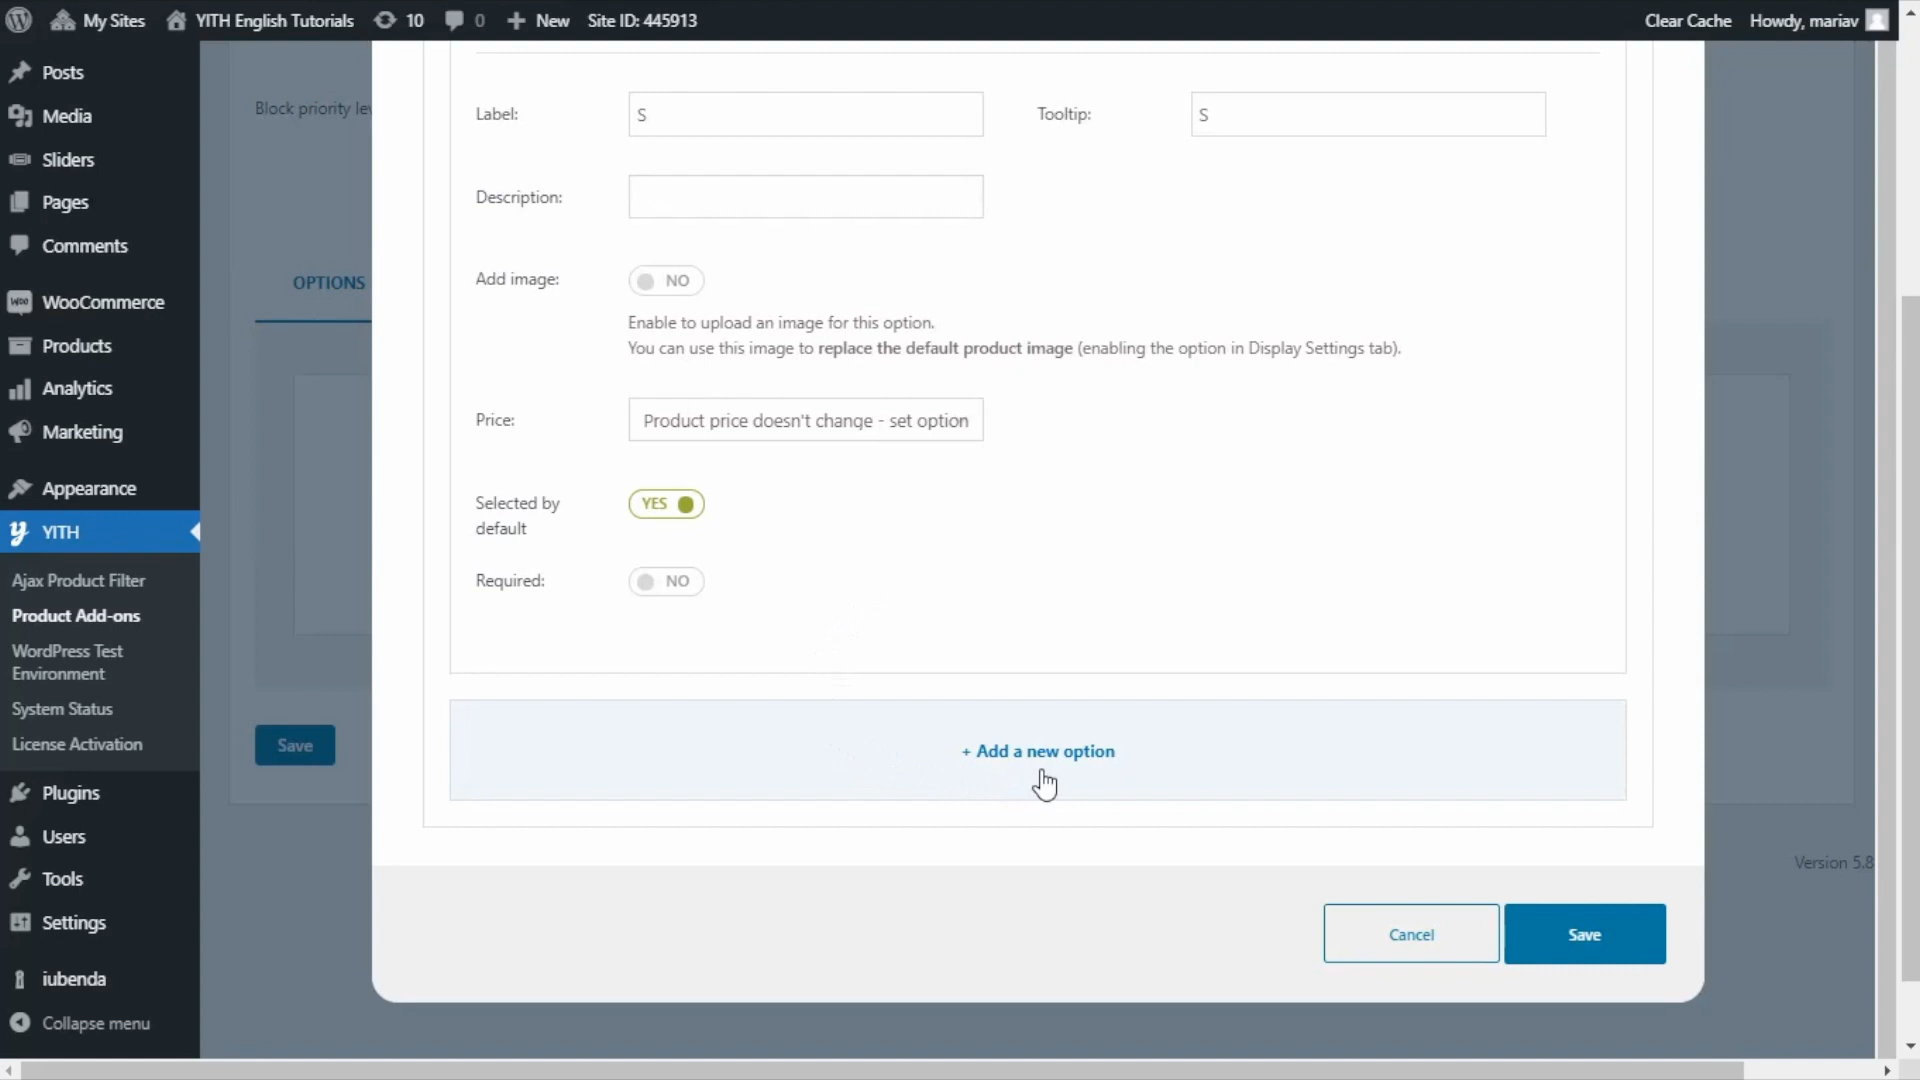 My Sites YITH English Tutorials 10 0 New Site ID: 445913 Clear Cache Howdy, mariav
Posts
Media
Sliders
Pages
Comments
WooCommerce
Products
Analytics
Marketing
Appearance
YITH
Ajax Product Filter
Product Add-ons
WordPress Test
Environment
System Status
License Activation
Plugins
Users
Tools
Settings
iubenda
Collapse menu
Block priority lev
OPTIONS
Save
Label: S Tooltip: S
Description:
Add image: NO
Enable to upload an image for this option.
You can use this image to replace the default product image (enabling the option in Display Settings tab).
Price: Product price doesn't change - set option
Selected by
default
YES
Required: NO
+ Add a new option
Version 5.8
Cancel Save